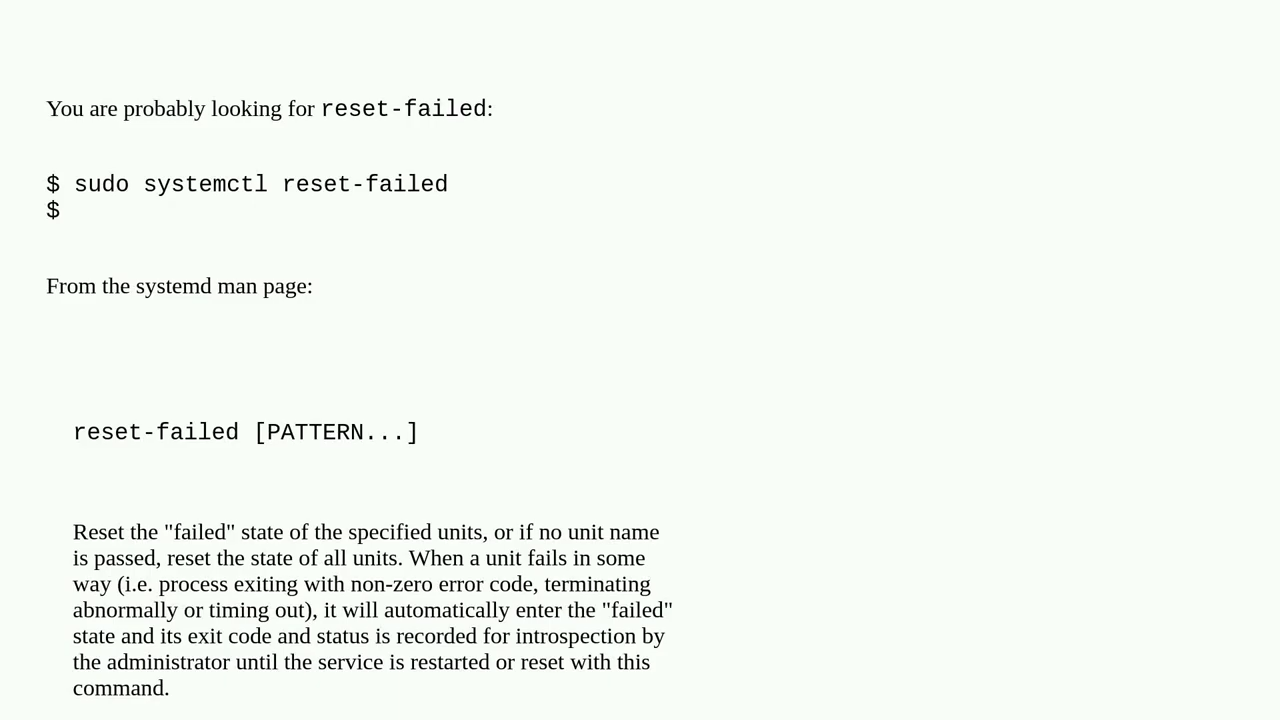 You are probably looking for reset-failed:
$ sudo systemctl reset-failed
$
From the systemd man page:
reset-failed [PATTERN...]
Reset the "failed" state of the specified units, or if no unit name
is passed, reset the state of all units. When a unit fails in some
way (i.e. process exiting with non-zero error code, terminating
abnormally or timing out), it will automatically enter the "failed"
state and its exit code and status is recorded for introspection by
the administrator until the service is restarted or reset with this
command.